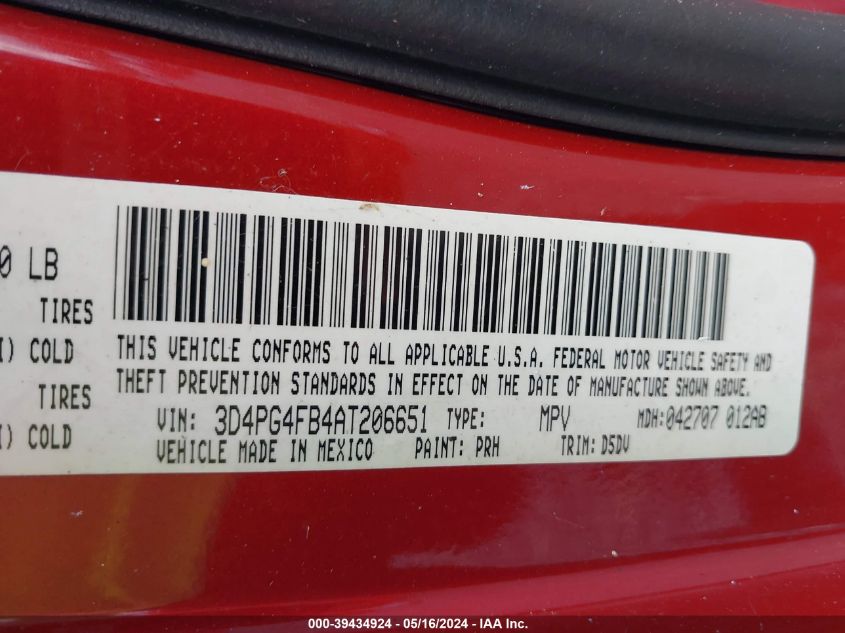 0 LB
TIRES
I) COLD
TIRES
I) COLD
THIS VEHICLE CONFORMS TO ALL APPLICABLE U.S.A. FEDERAL MOTOR VEHICLE SAFETY AND
THEFT PREVENTION STANDARDS IN EFFECT ON THE DATE OF MANUFACTURE SHOWN ABOVE.
VIN: 3D4PG4FB4AT206651 TYPE: MPV MDH:042707 012AB
VEHICLE MADE IN MEXICO PAINT: PRH TRIM: D5DV
000-39434924 - 05/16/2024 - IAA Inc.